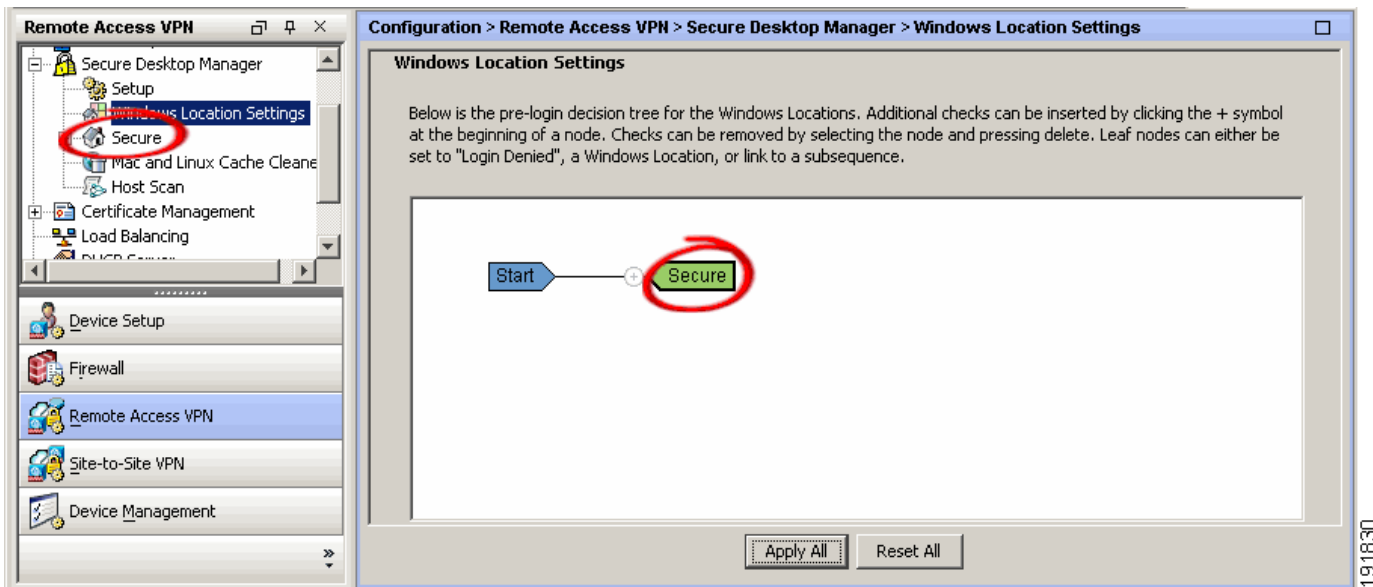 Remote Access VPN
Secure Desktop Manager
Setup
Windows Location Settings
Secure
Mac and Linux Cache Cleane
Host Scan
Certificate Management
Load Balancing
Device Setup
Firewall
Remote Access VPN
Site-to-Site VPN
Device Management
Configuration > Remote Access VPN > Secure Desktop Manager > Windows Location Settings
Windows Location Settings
Below is the pre-login decision tree for the Windows Locations. Additional checks can be inserted by clicking the + symbol
at the beginning of a node. Checks can be removed by selecting the node and pressing delete. Leaf nodes can either be
set to "Login Denied", a Windows Location, or link to a subsequence.
Start
Secure
Apply All
Reset All
191830